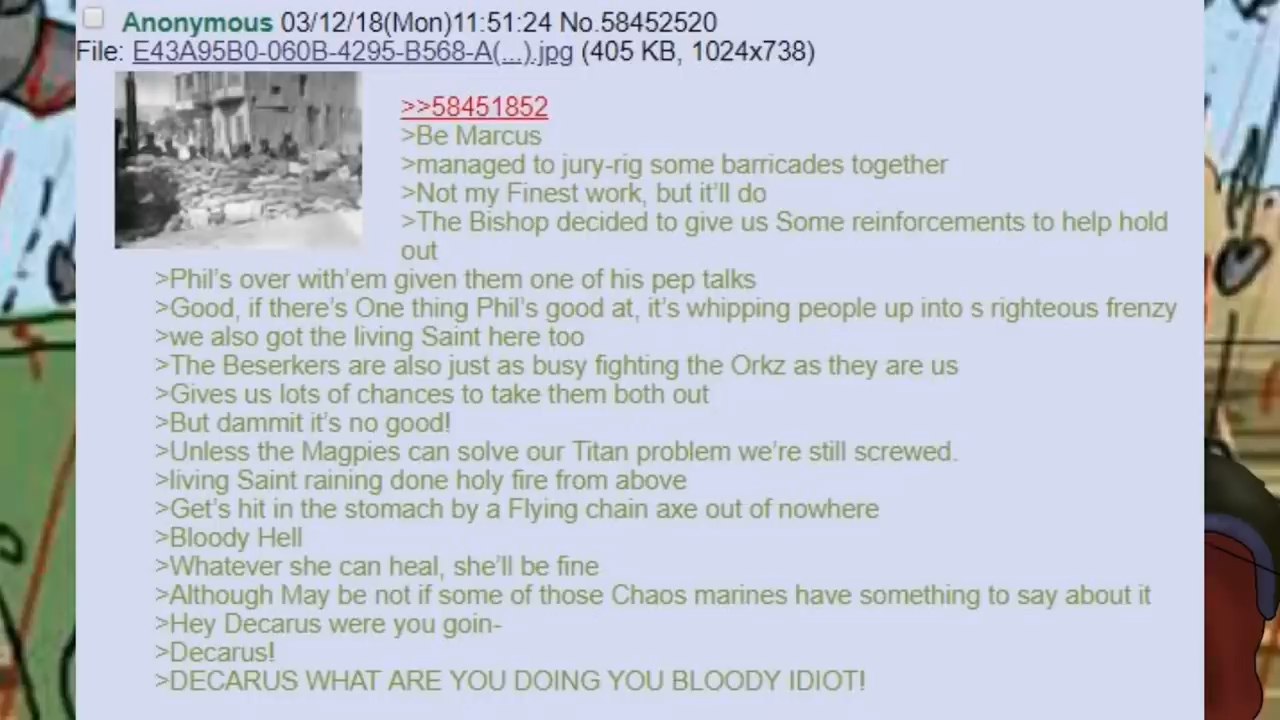 Anonymous 03/12/18(Mon)11:51:24 No.58452520
File: E43A95B0-060B-4295-B568-A(...).jpg (405 KB, 1024x738)
>>58451852
>Be Marcus
>managed to jury-rig some barricades together
>Not my Finest work, but it'll do
>The Bishop decided to give us Some reinforcements to help hold
out
>Phil's over with'em given them one of his pep talks
>Good, if there's One thing Phil's good at, it's whipping people up into s righteous frenzy
>we also got the living Saint here too
>The Beserkers are also just as busy fighting the Orkz as they are us
>Gives us lots of chances to take them both out
>But dammit it's no good!
>Unless the Magpies can solve our Titan problem we're still screwed.
>living Saint raining done holy fire from above
>Get's hit in the stomach by a Flying chain axe out of nowhere
>Bloody Hell
>Whatever she can heal, she'll be fine
>Although May be not if some of those Chaos marines have something to say about it
>Hey Decarus were you goin-
>Decarus!
>DECARUS WHAT ARE YOU DOING YOU BLOODY IDIOT!